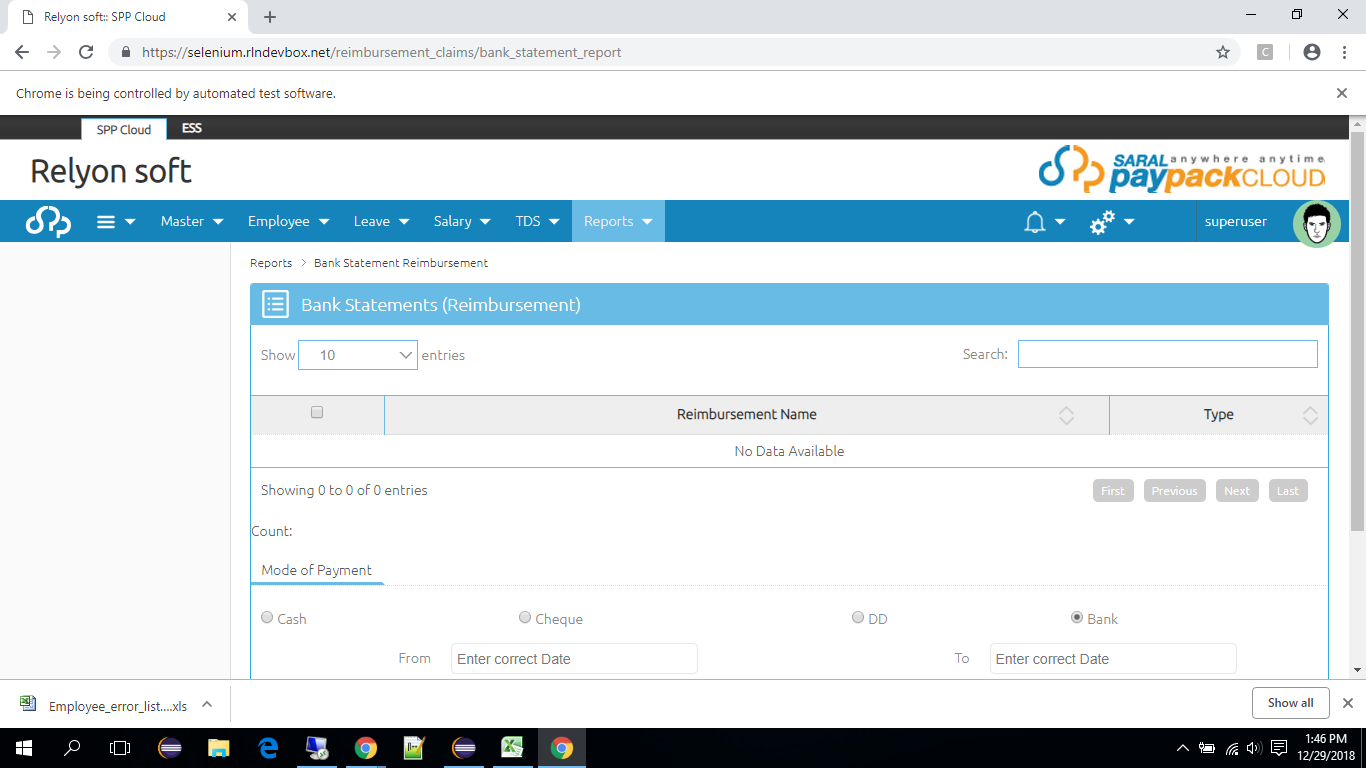 Relyon soft:: SPP Cloud
https://selenium.rlndevbox.net/reimbursement_claims/bank_statement_report
C
Chrome is being controlled by automated test software.
SPP Cloud ESS
Relyon soft
SARAL anywhere anytime
paypackCLOUD
Master Employee Leave Salary TDS Reports superuser
Reports > Bank Statement Reimbursement
Bank Statements (Reimbursement)
Show 10 entries Search:
Reimbursement Name Type
No Data Available
Showing 0 to 0 of 0 entries First Previous Next Last
Count:
Mode of Payment
Cash Cheque DD Bank
From Enter correct Date To Enter correct Date
Employee_error_list....xls Show all
1:46 PM
12/29/2018